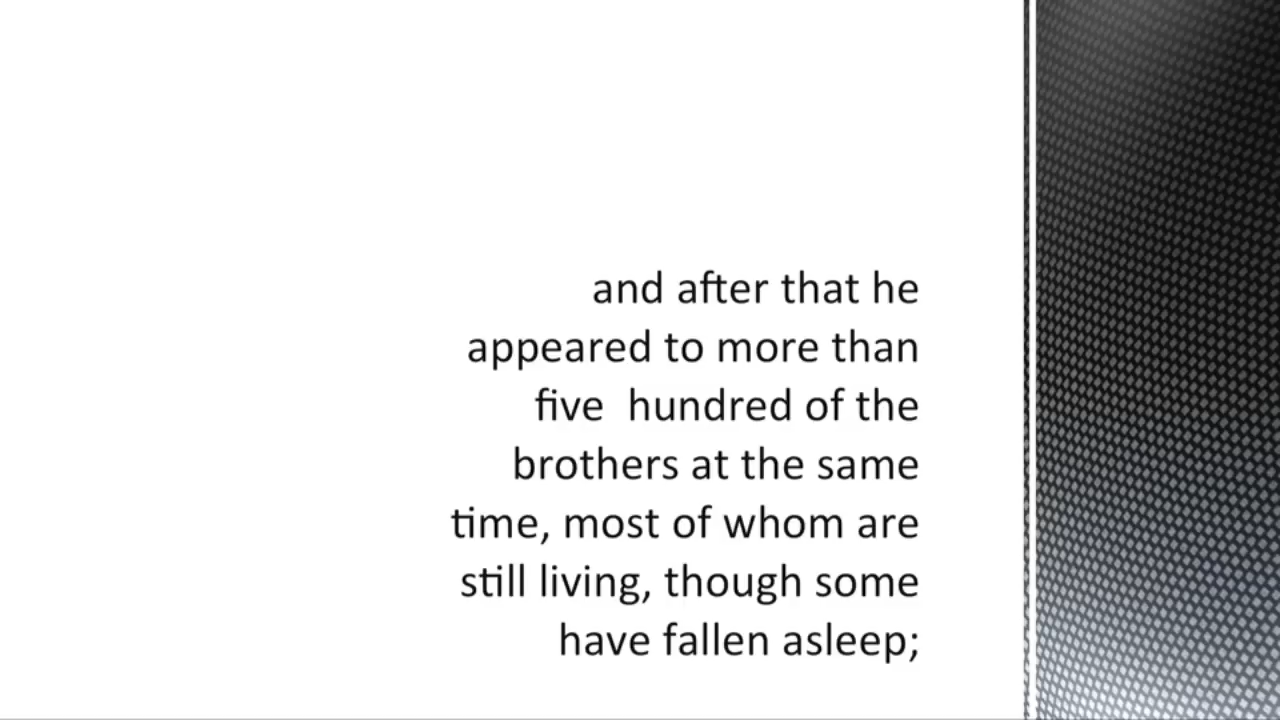 and after that he
appeared to more than
five  hundred of the
brothers at the same
time, most of whom are
still living, though some
have fallen asleep;